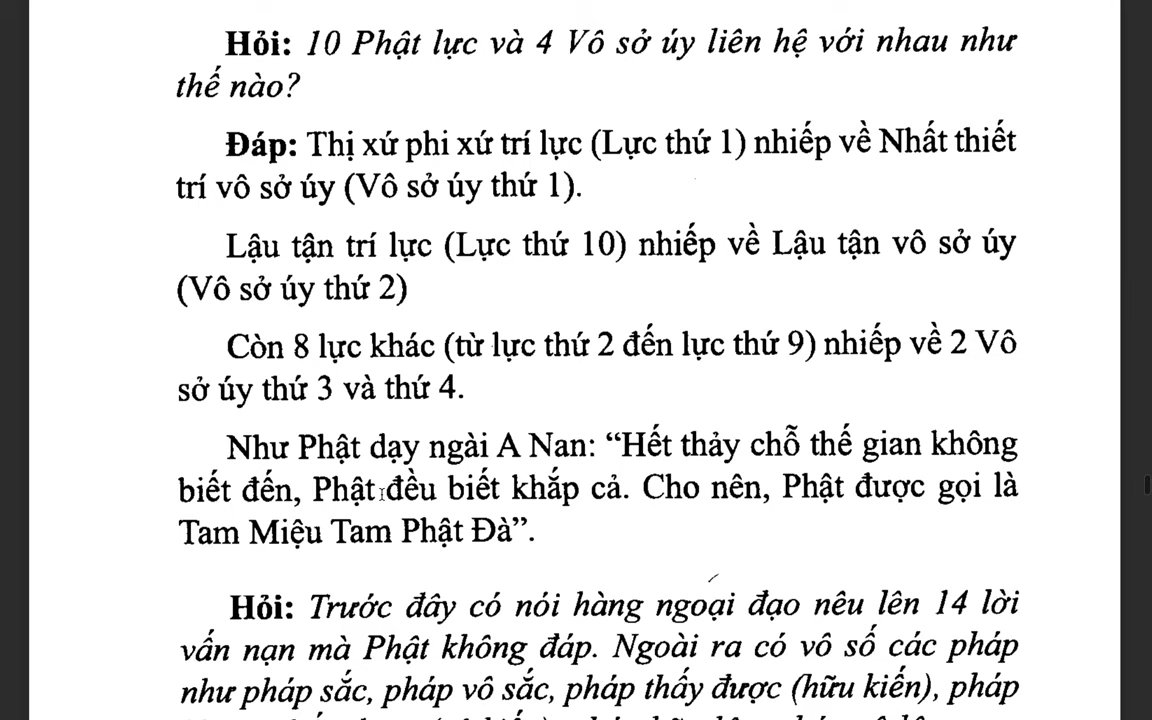 Hỏi: 10 Phật lực và 4 Vô sở úy liên hệ với nhau như
thế nào?
Đáp: Thị xứ phi xứ trí lực (Lực thứ 1) nhiếp về Nhất thiết
trí vô sở úy (Vô sở úy thứ 1).
Lậu tận trí lực (Lực thứ 10) nhiếp về Lậu tận vô sở úy
(Vô sở úy thứ 2)
Còn 8 lực khác (từ lực thứ 2 đến lực thứ 9) nhiếp về 2 Vô
sở úy thứ 3 và thứ 4.
Như Phật dạy ngài A Nan: “Hết thảy chỗ thế gian không
biết đến, Phật đều biết khắp cả. Cho nên, Phật được gọi là
Tam Miệu Tam Phật Đà”.
Hỏi: Trước đây có nói hàng ngoại đạo nêu lên 14 lời
vấn nạn mà Phật không đáp. Ngoài ra có vô số các pháp
như pháp sắc, pháp vô sắc, pháp thấy được (hữu kiến), pháp